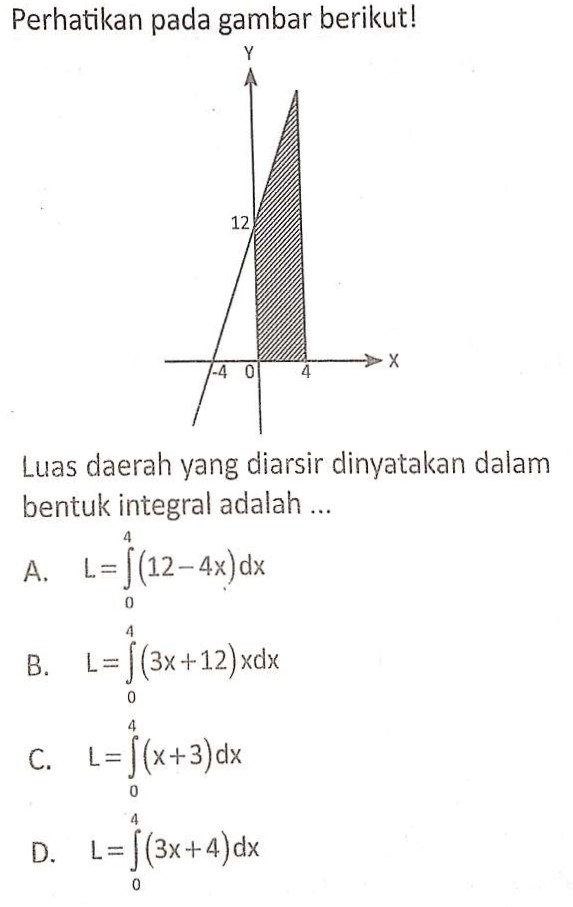 Perhatikan pada gambar berikut!
Y
12
-4 0 4 X
Luas daerah yang diarsir dinyatakan dalam
bentuk integral adalah ...
A. L=∫₀⁴(12-4x)dx
B. L=∫₀⁴(3x+12)xdx
C. L=∫₀⁴(x+3)dx
D. L=∫₀⁴(3x+4)dx